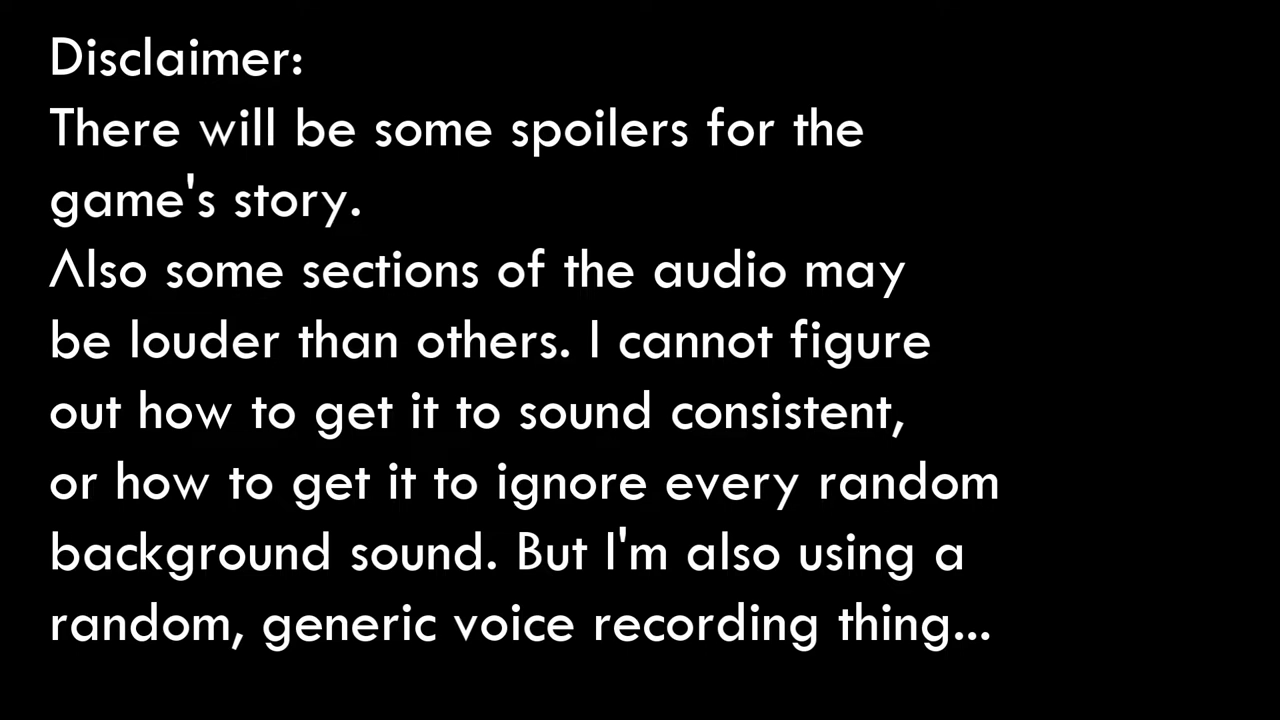 Disclaimer:
There will be some spoilers for the
game's story.
Also some sections of the audio may
be louder than others. I cannot figure
out how to get it to sound consistent,
or how to get it to ignore every random
background sound. But I'm also using a
random, generic voice recording thing...